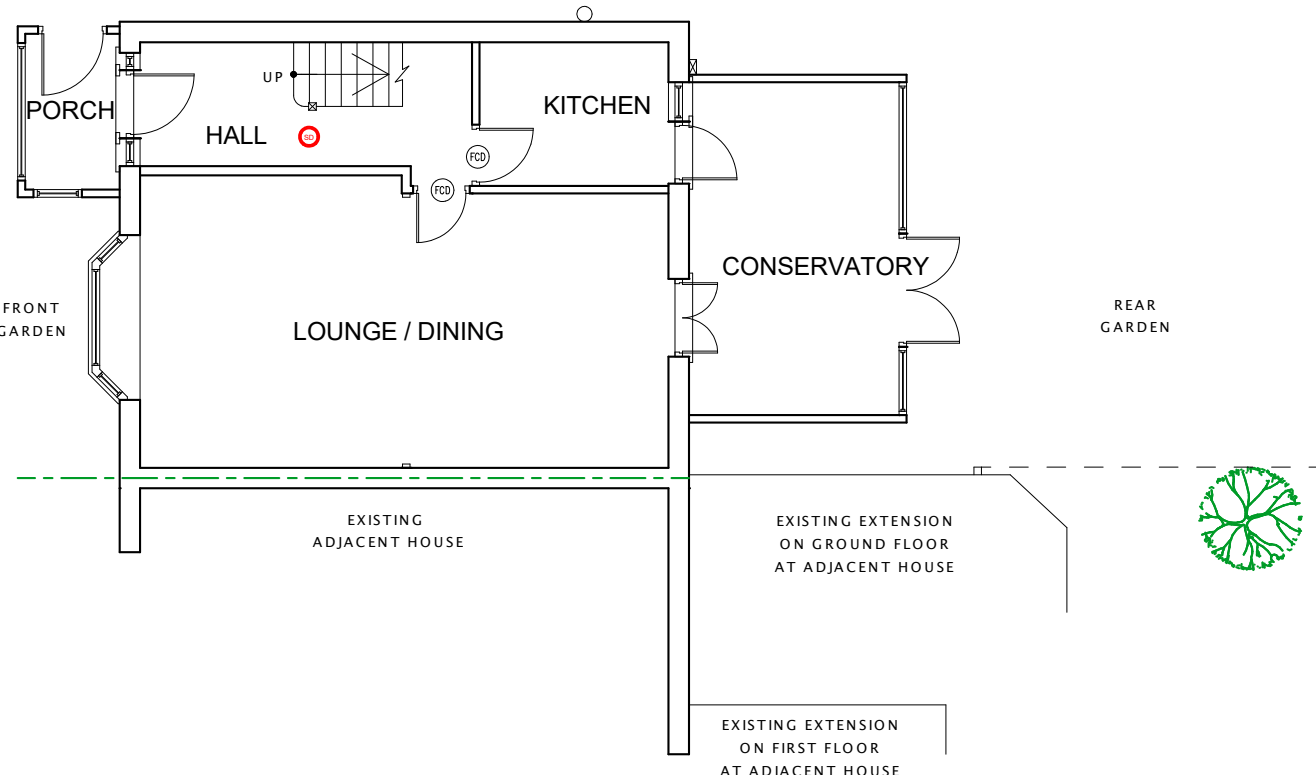 UP
PORCH
KITCHEN
HALL
SD
FCD
FCD
CONSERVATORY
FRONT
GARDEN
LOUNGE / DINING
REAR
GARDEN
EXISTING
ADJACENT HOUSE
EXISTING EXTENSION
ON GROUND FLOOR
AT ADJACENT HOUSE
EXISTING EXTENSION
ON FIRST FLOOR
AT ADJACENT HOUSE